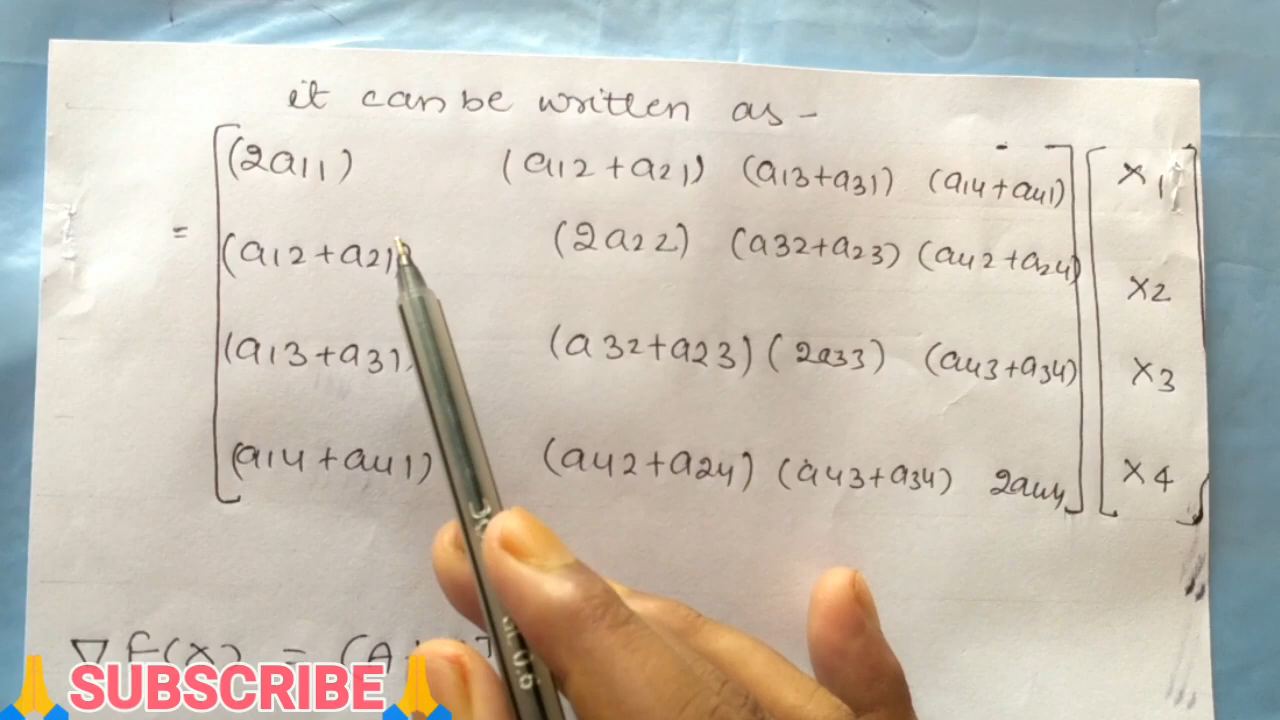 it can be written as -
= [ (2a11) (a12+a21) (a13+a31) (a14+a41) ] [ x1 ]
(a12+a21) (2a22) (a32+a23) (a42+a24) x2
(a13+a31) (a32+a23) (2a33) (a43+a34) x3
(a14+a41) (a42+a24) (a43+a34) 2a44 x4
∇ f(x) = (A
🙏SUBSCRIBE🙏